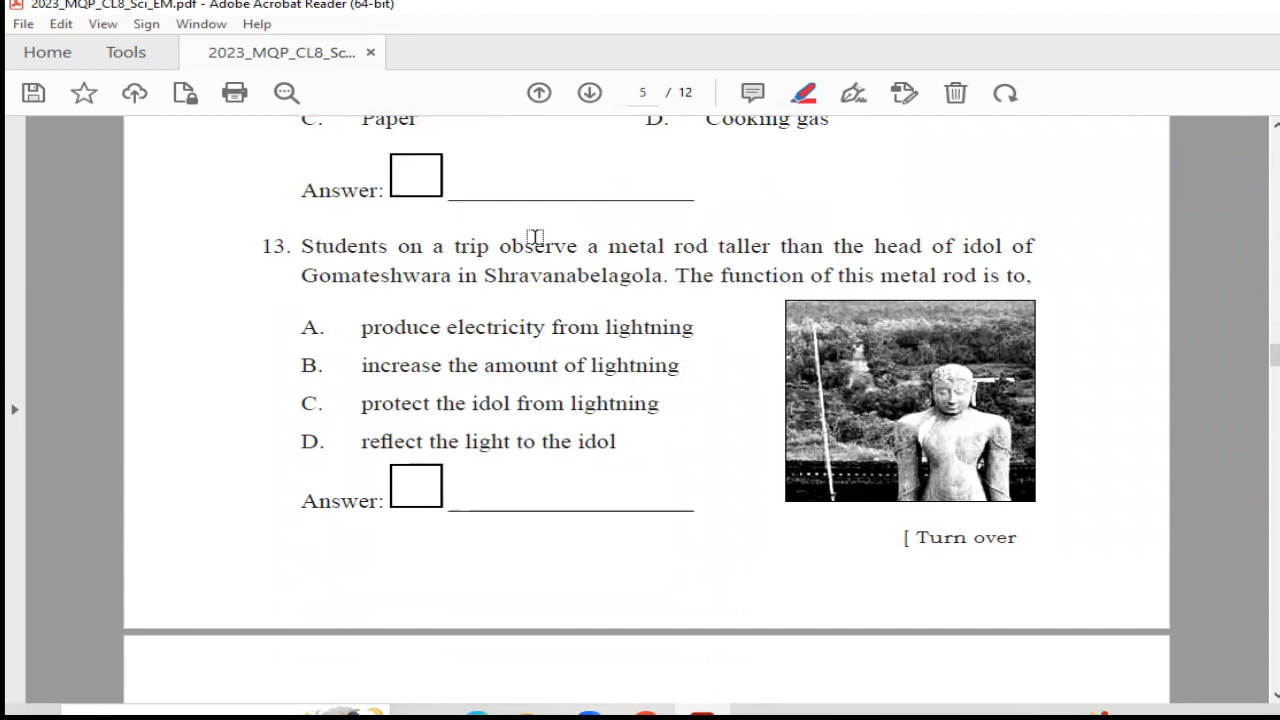 2023_MQP_CL8_Sci_EM.pdf - Adobe Acrobat Reader (64-bit)
File Edit View Sign Window Help
Home Tools 2023_MQP_CL8_Sc... ×
5 / 12
C. Paper D. Cooking gas
Answer:
13. Students on a trip observe a metal rod taller than the head of idol of
Gomateshwara in Shravanabelagola. The function of this metal rod is to,
A. produce electricity from lightning
B. increase the amount of lightning
C. protect the idol from lightning
D. reflect the light to the idol
Answer:
[ Turn over